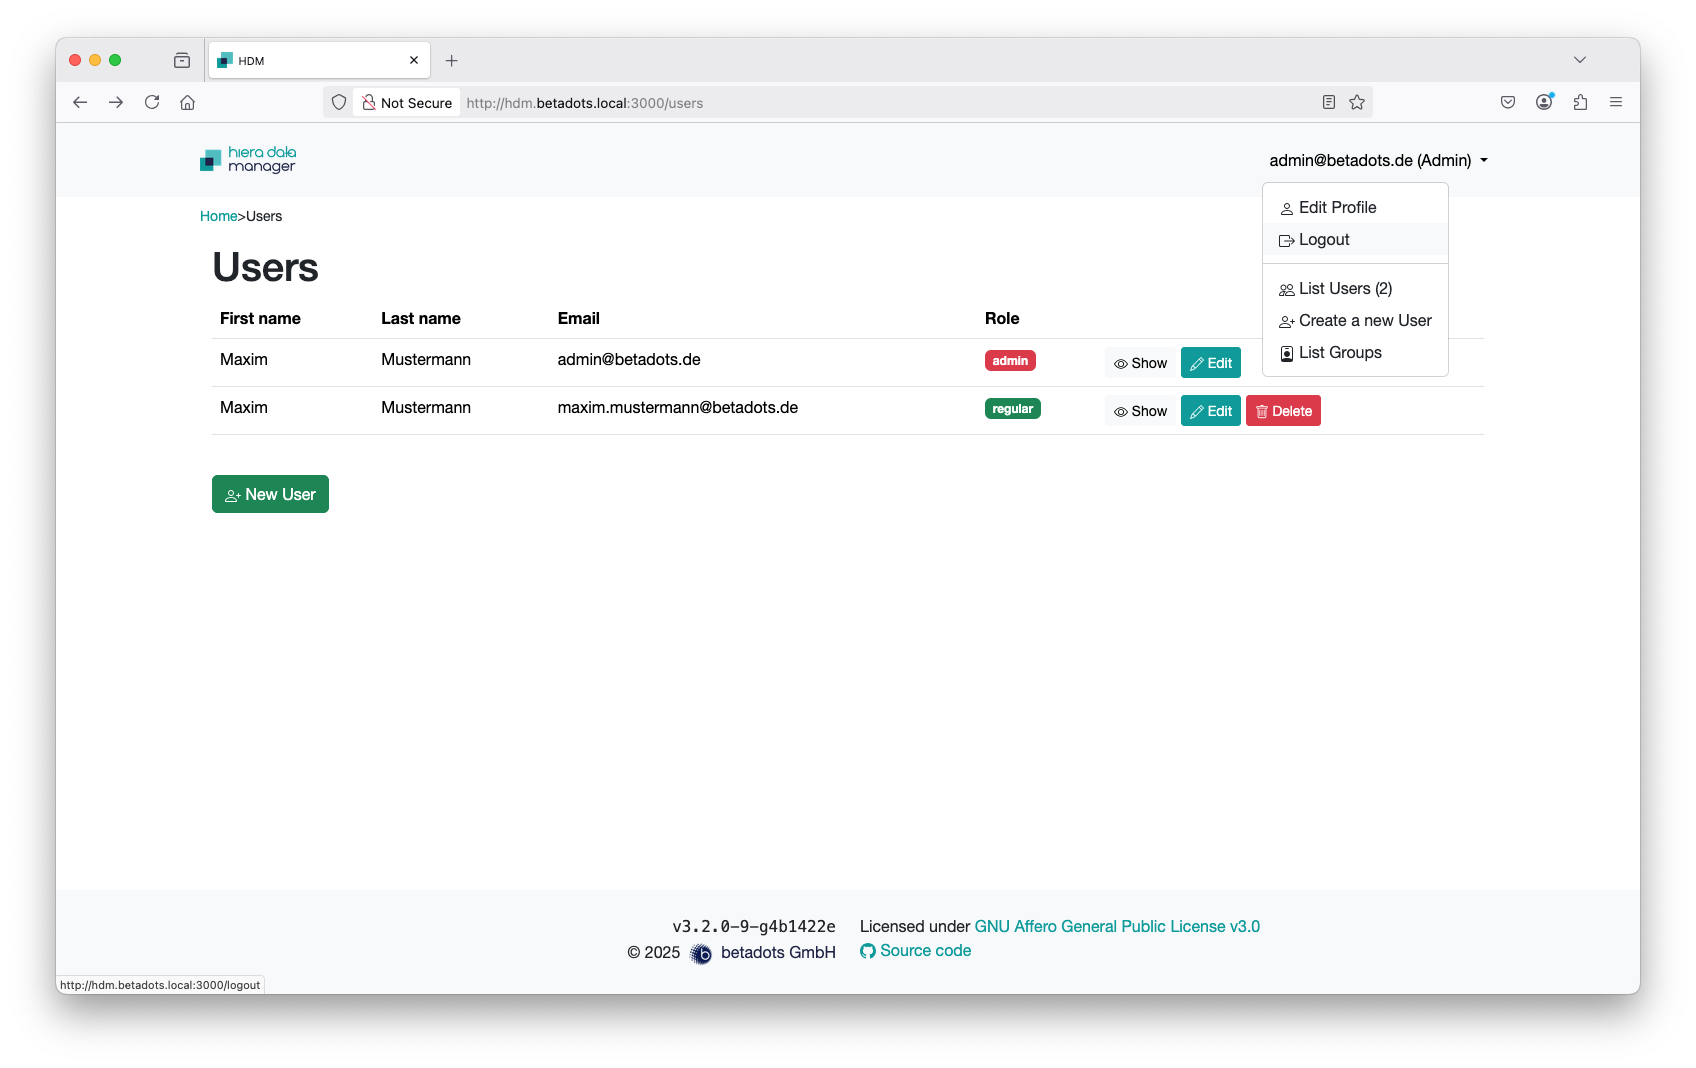 HDM
Not Secure http://hdm.betadots.local:3000/users
hiera data
manager
admin@betadots.de (Admin)
Edit Profile
Logout
List Users (2)
Create a new User
List Groups
Home>Users
Users
First name Last name Email Role
Maxim Mustermann admin@betadots.de admin Show Edit
Maxim Mustermann maxim.mustermann@betadots.de regular Show Edit Delete
New User
v3.2.0-9-g4b1422e Licensed under GNU Affero General Public License v3.0
© 2025 b betadots GmbH Source code
http://hdm.betadots.local:3000/logout